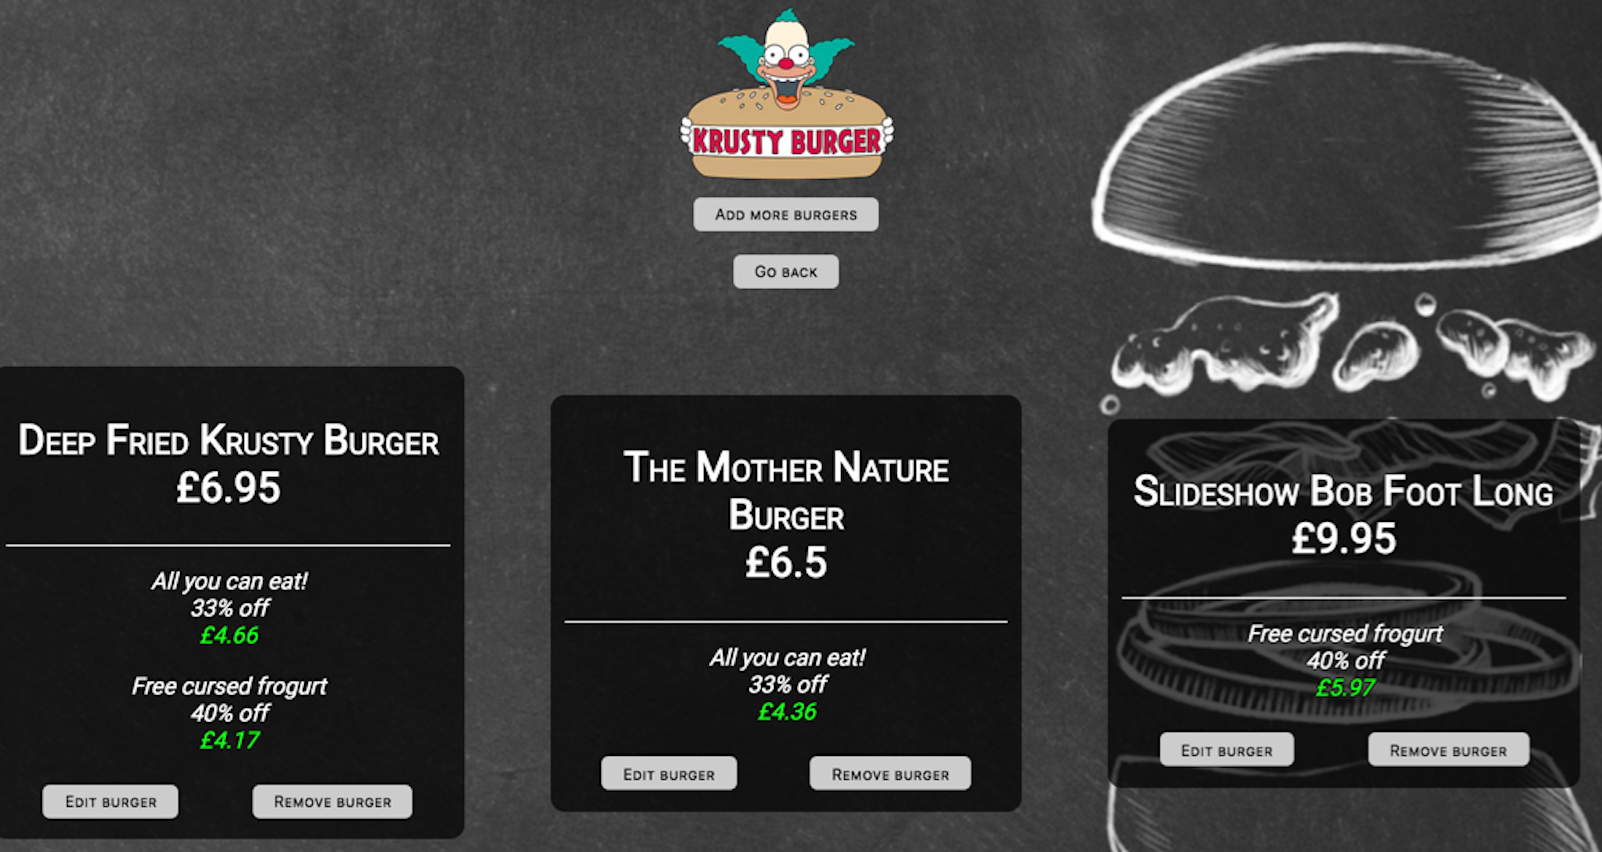 KRUSTY BURGER
Add more burgers
Go back
Deep Fried Krusty Burger
£6.95
All you can eat!
33% off
£4.66
Free cursed frogurt
40% off
£4.17
Edit burger
Remove burger
The Mother Nature
Burger
£6.5
All you can eat!
33% off
£4.36
Edit burger
Remove burger
Slideshow Bob Foot Long
£9.95
Free cursed frogurt
40% off
£5.97
Edit burger
Remove burger